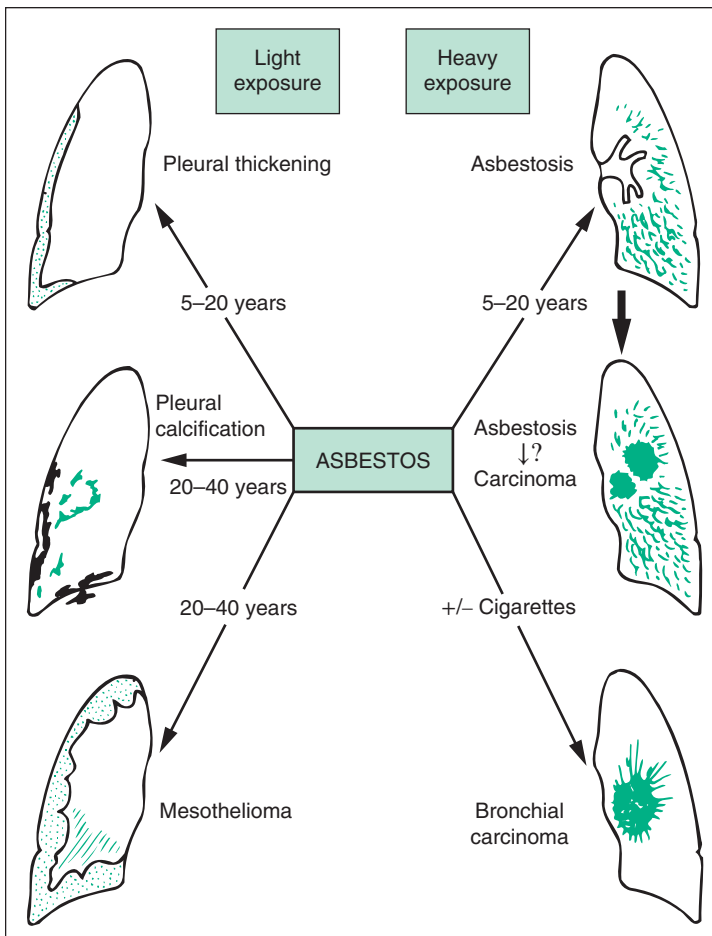 Light
exposure
Heavy
exposure
Pleural thickening
Asbestosis
5–20 years
5–20 years
Pleural
calcification
20–40 years
ASBESTOS
Asbestosis
↓?
Carcinoma
20–40 years
+/– Cigarettes
Mesothelioma
Bronchial
carcinoma